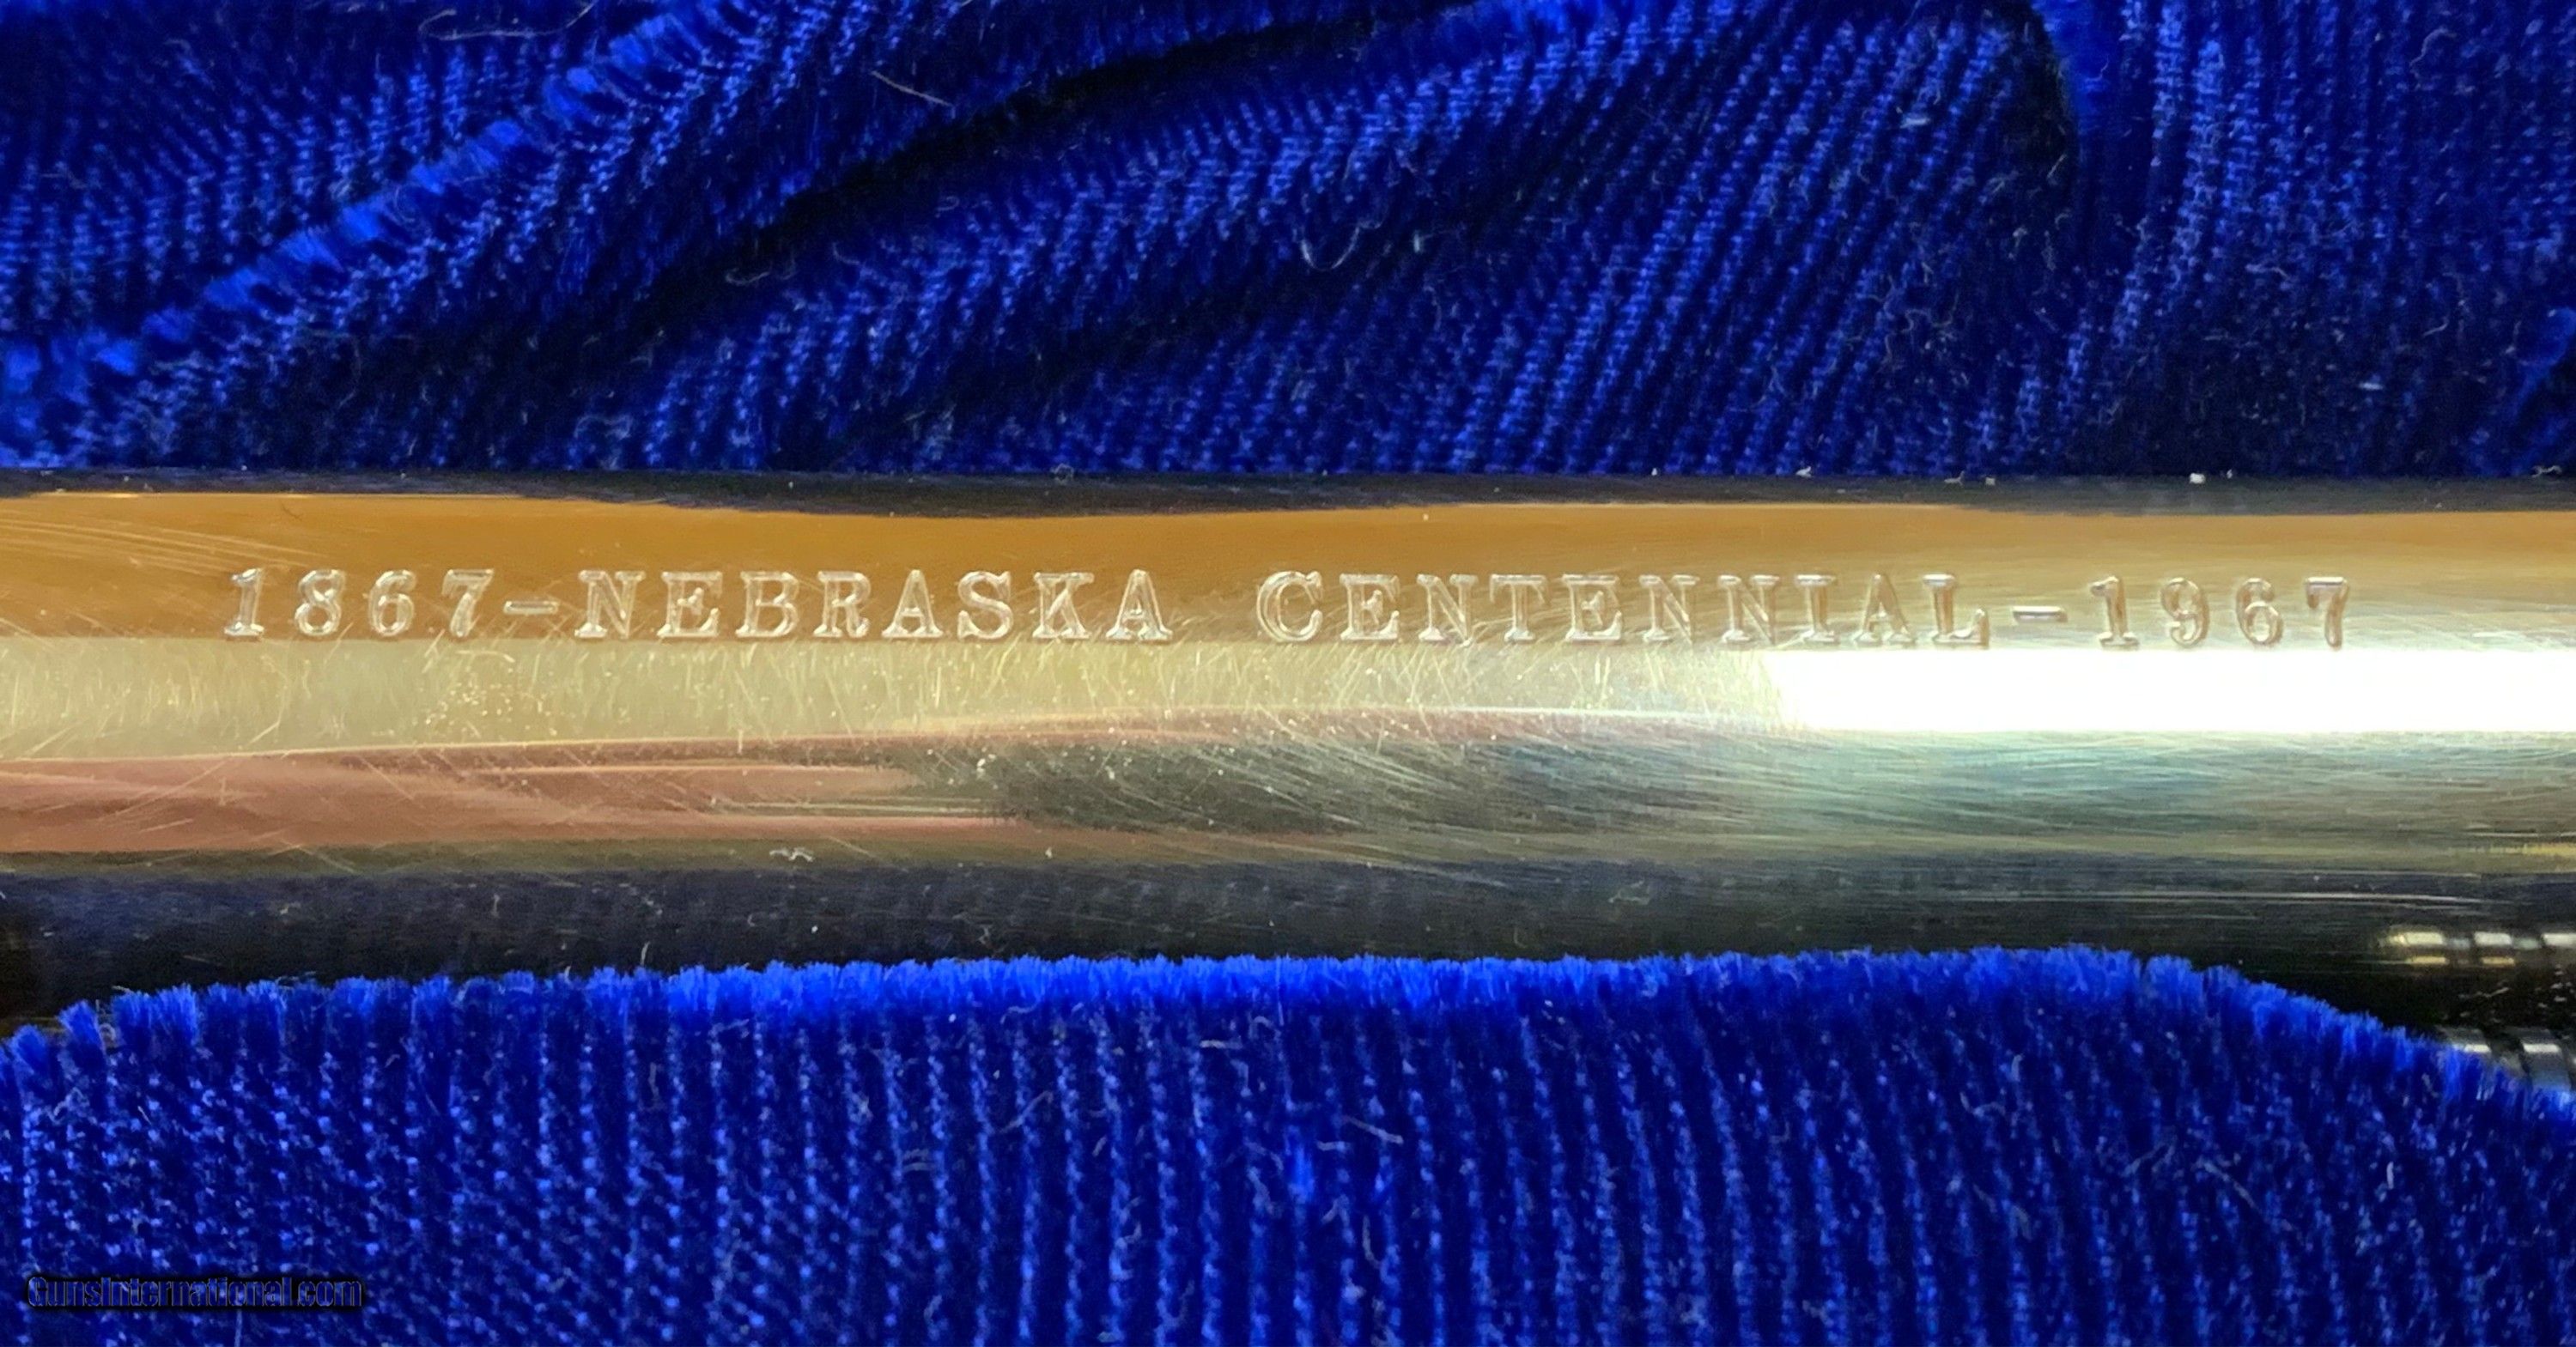 1867-NEBRASKA CENTENNIAL-1967
GunsInternational.com